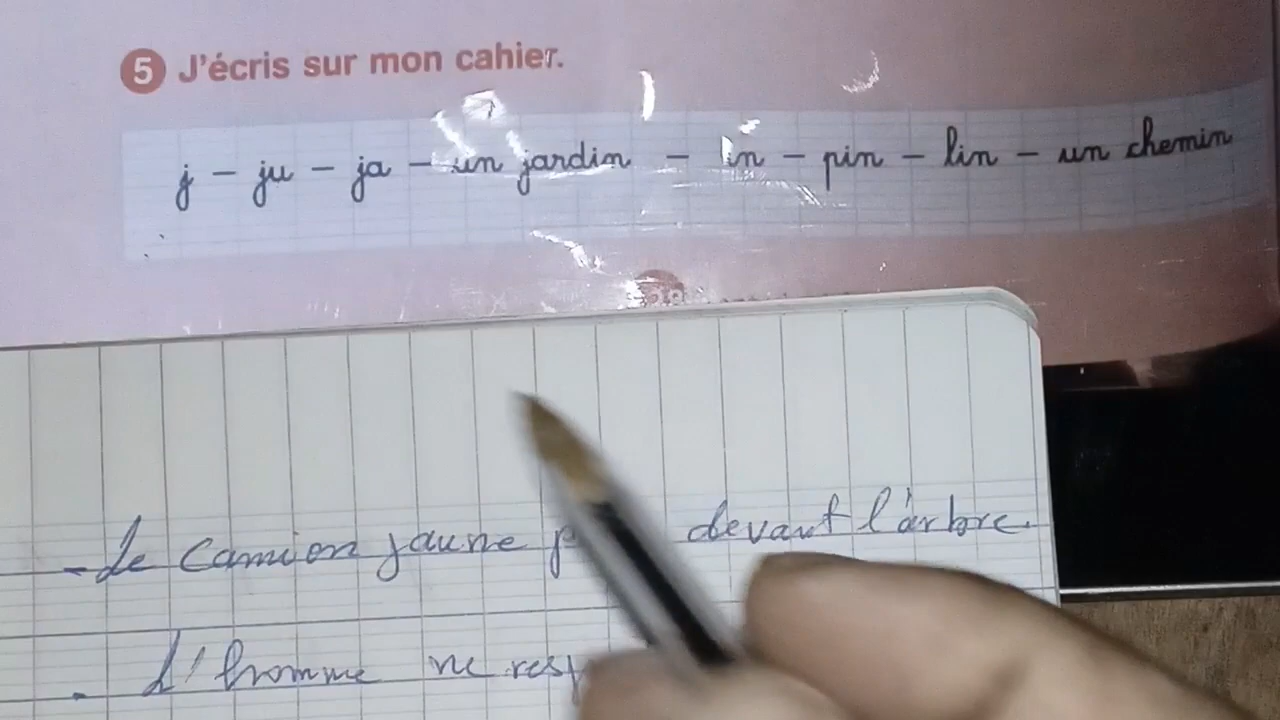 5 J'écris sur mon cahier.
j – ju – ja – un jardin – in – pin – lin – un chemin
- Le camion jaune devant l'arbre.
- L'homme ne